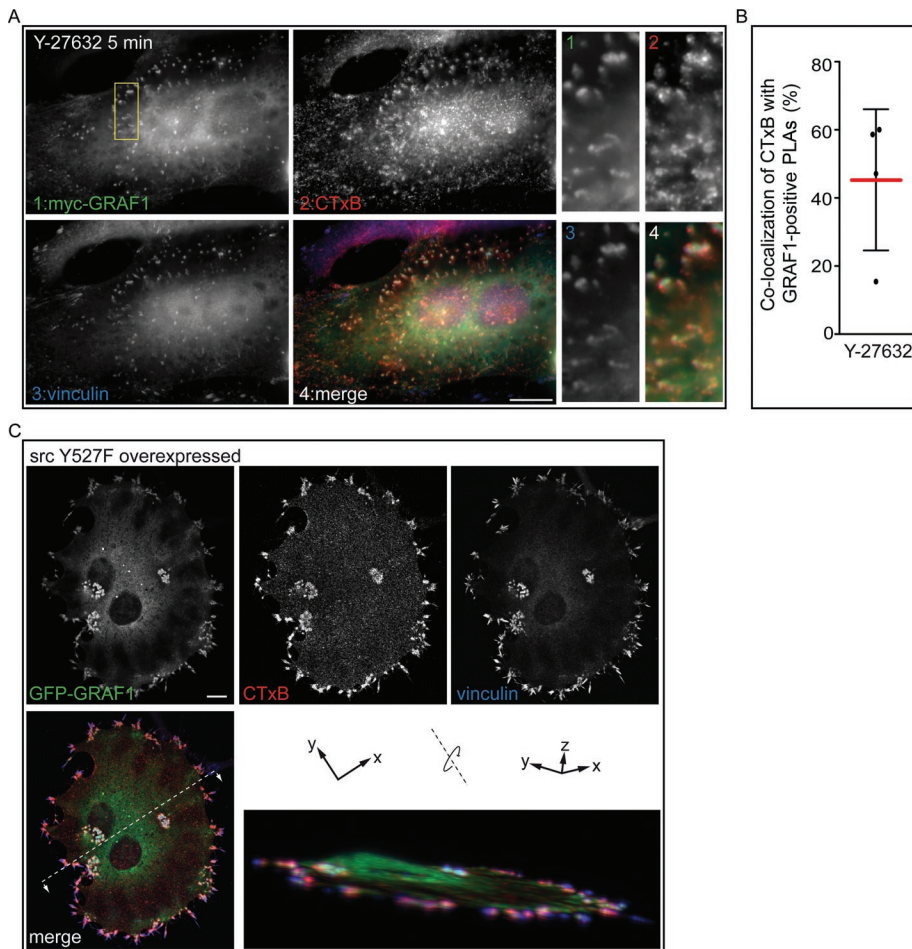 A
Y-27632 5 min
1:myc-GRAF1
2:CTxB
1
2
3:vinculin
4:merge
3
4
B
Co-localization of CTxB with
GRAF1-positive PLAs (%)
80
60
40
20
0
Y-27632
C
src Y527F overexpressed
GFP-GRAF1
CTxB
vinculin
y
x
y
z
x
merge